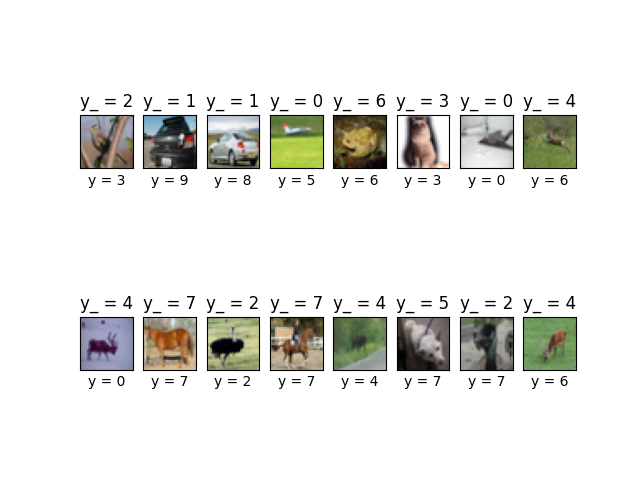 y_ = 2 y_ = 1 y_ = 1 y_ = 0 y_ = 6 y_ = 3 y_ = 0 y_ = 4
y = 3 y = 9 y = 8 y = 5 y = 6 y = 3 y = 0 y = 6
y_ = 4 y_ = 7 y_ = 2 y_ = 7 y_ = 4 y_ = 5 y_ = 2 y_ = 4
y = 0 y = 7 y = 2 y = 7 y = 4 y = 7 y = 7 y = 6